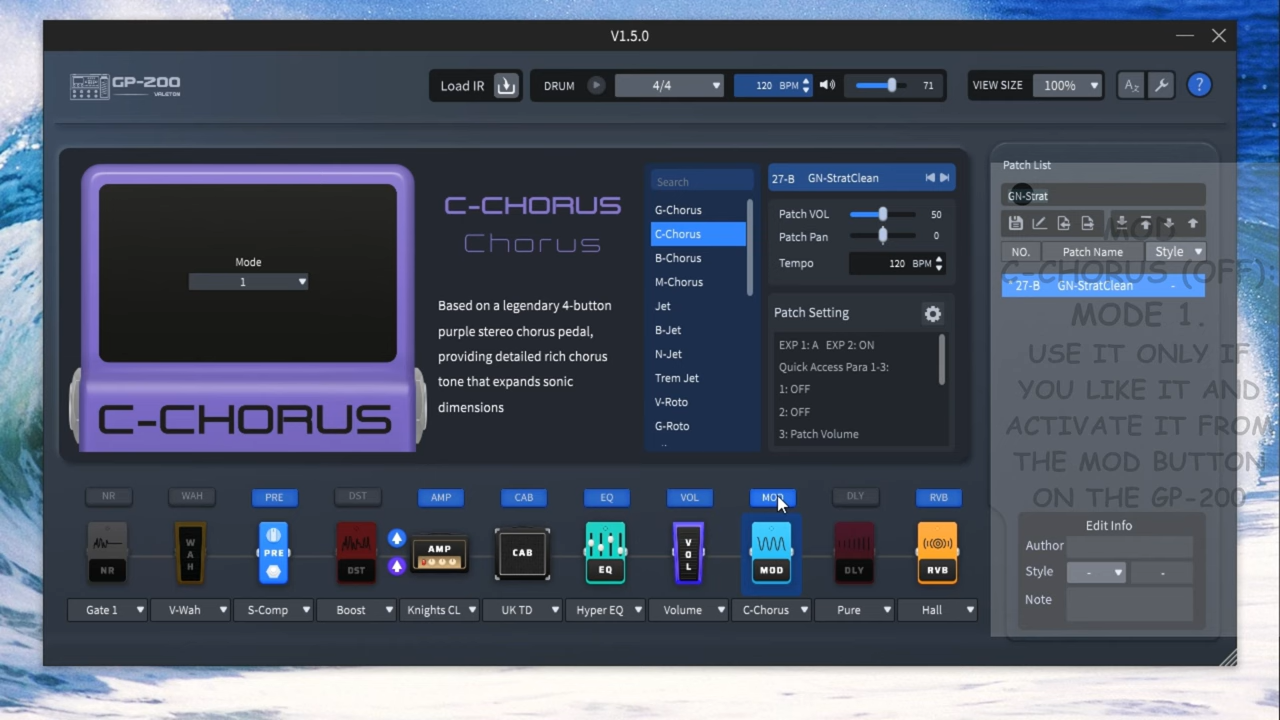 V1.5.0
GP-200
VALETON
Load IR
DRUM
4/4
120 BPM
71
VIEW SIZE
100%
?
C-CHORUS
Chorus
Based on a legendary 4-button
purple stereo chorus pedal,
providing detailed rich chorus
tone that expands sonic
dimensions
Mode
1
C-CHORUS
Search
G-Chorus
C-Chorus
B-Chorus
M-Chorus
Jet
B-Jet
N-Jet
Trem Jet
V-Roto
G-Roto
27-B GN-StratClean
Patch VOL 50
Patch Pan 0
Tempo 120 BPM
Patch Setting
EXP 1: A EXP 2: ON
Quick Access Para 1-3:
1: OFF
2: OFF
3: Patch Volume
Patch List
GN-Strat
NO. Patch Name Style
27-B GN-StratClean -
MOD
C-CHORUS (OFF):
MODE 1.
USE IT ONLY IF
YOU LIKE IT AND
ACTIVATE IT FROM
THE MOD BUTTON
ON THE GP-200
Edit Info
Author
Style - -
Note
NR WAH PRE DST AMP CAB EQ VOL MOD DLY RVB
NR WAH PRE DST AMP CAB EQ VOL MOD DLY RVB
Gate 1 V-Wah S-Comp Boost Knights CL UK TD Hyper EQ Volume C-Chorus Pure Hall